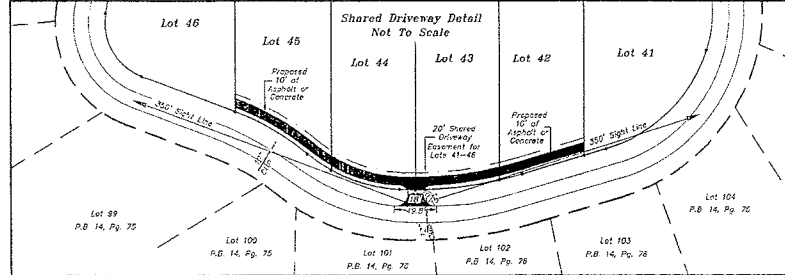 Shared Driveway Detail
Not To Scale
Lot 46
Lot 45
Lot 44
Lot 43
Lot 42
Lot 41
Proposed
10' of
Asphalt or
Concrete
20' Shared
Driveway
Easement for
Lots 41-46
Proposed
10' of
Asphalt or
Concrete
350' Sight Line
350' Sight Line
18'
Lot 99
P.B 14, Pg. 75
Lot 100
P.B. 14, Pg. 75
Lot 101
P.B. 14, Pg. 76
Lot 102
P.B. 14, Pg. 76
Lot 103
P.B. 14, Pg. 76
Lot 104
P.B. 14, Pg. 76